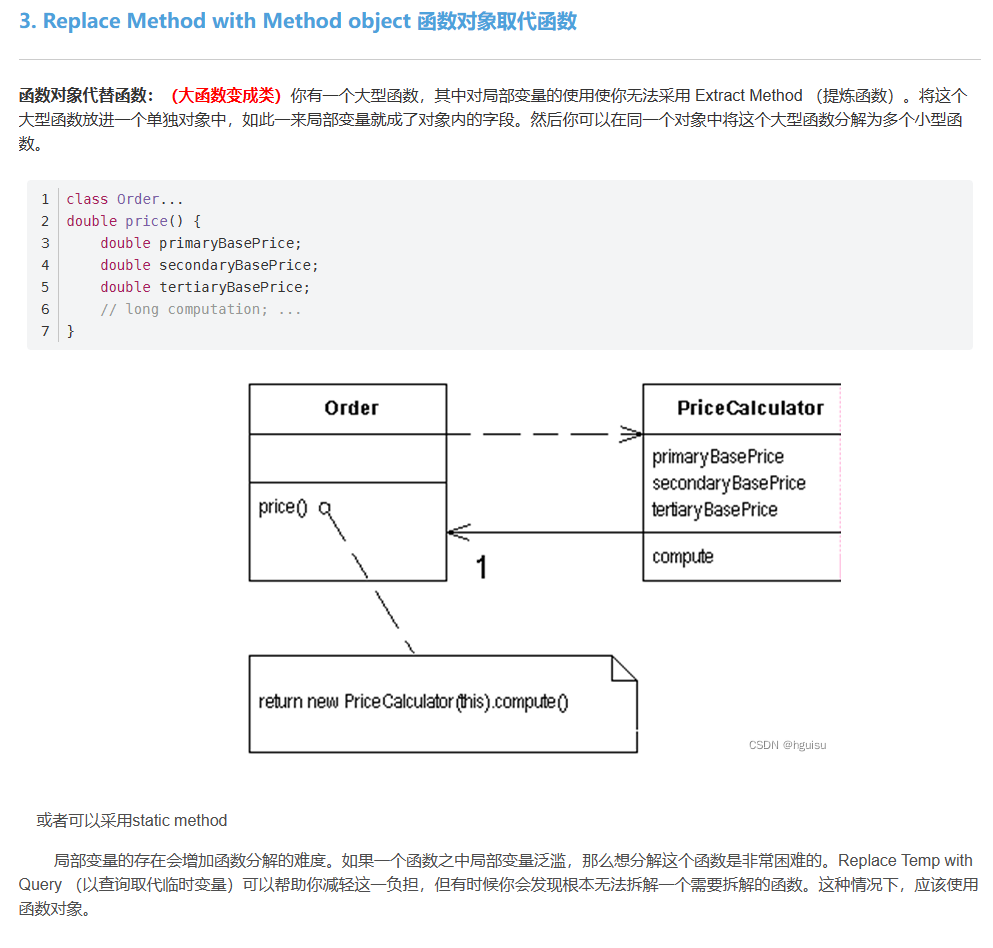 3. Replace Method with Method object 函数对象取代函数
函数对象代替函数：（大函数变成类）你有一个大型函数，其中对局部变量的使用使你无法采用 Extract Method （提炼函数）。将这个
大型函数放进一个单独对象中，如此一来局部变量就成了对象内的字段。然后你可以在同一个对象中将这个大型函数分解为多个小型函
数。
1 class Order...
2 double price() {
3     double primaryBasePrice;
4     double secondaryBasePrice;
5     double tertiaryBasePrice;
6     // long computation; ...
7 }
Order
PriceCalculator
primaryBasePrice
secondaryBasePrice
tertiaryBasePrice
price()
compute
1
return new PriceCalculator(this).compute()
CSDN @hguisu
或者可以采用static method
局部变量的存在会增加函数分解的难度。如果一个函数之中局部变量泛滥，那么想分解这个函数是非常困难的。Replace Temp with
Query （以查询取代临时变量）可以帮助你减轻这一负担，但有时候你会发现根本无法拆解一个需要拆解的函数。这种情况下，应该使用
函数对象。